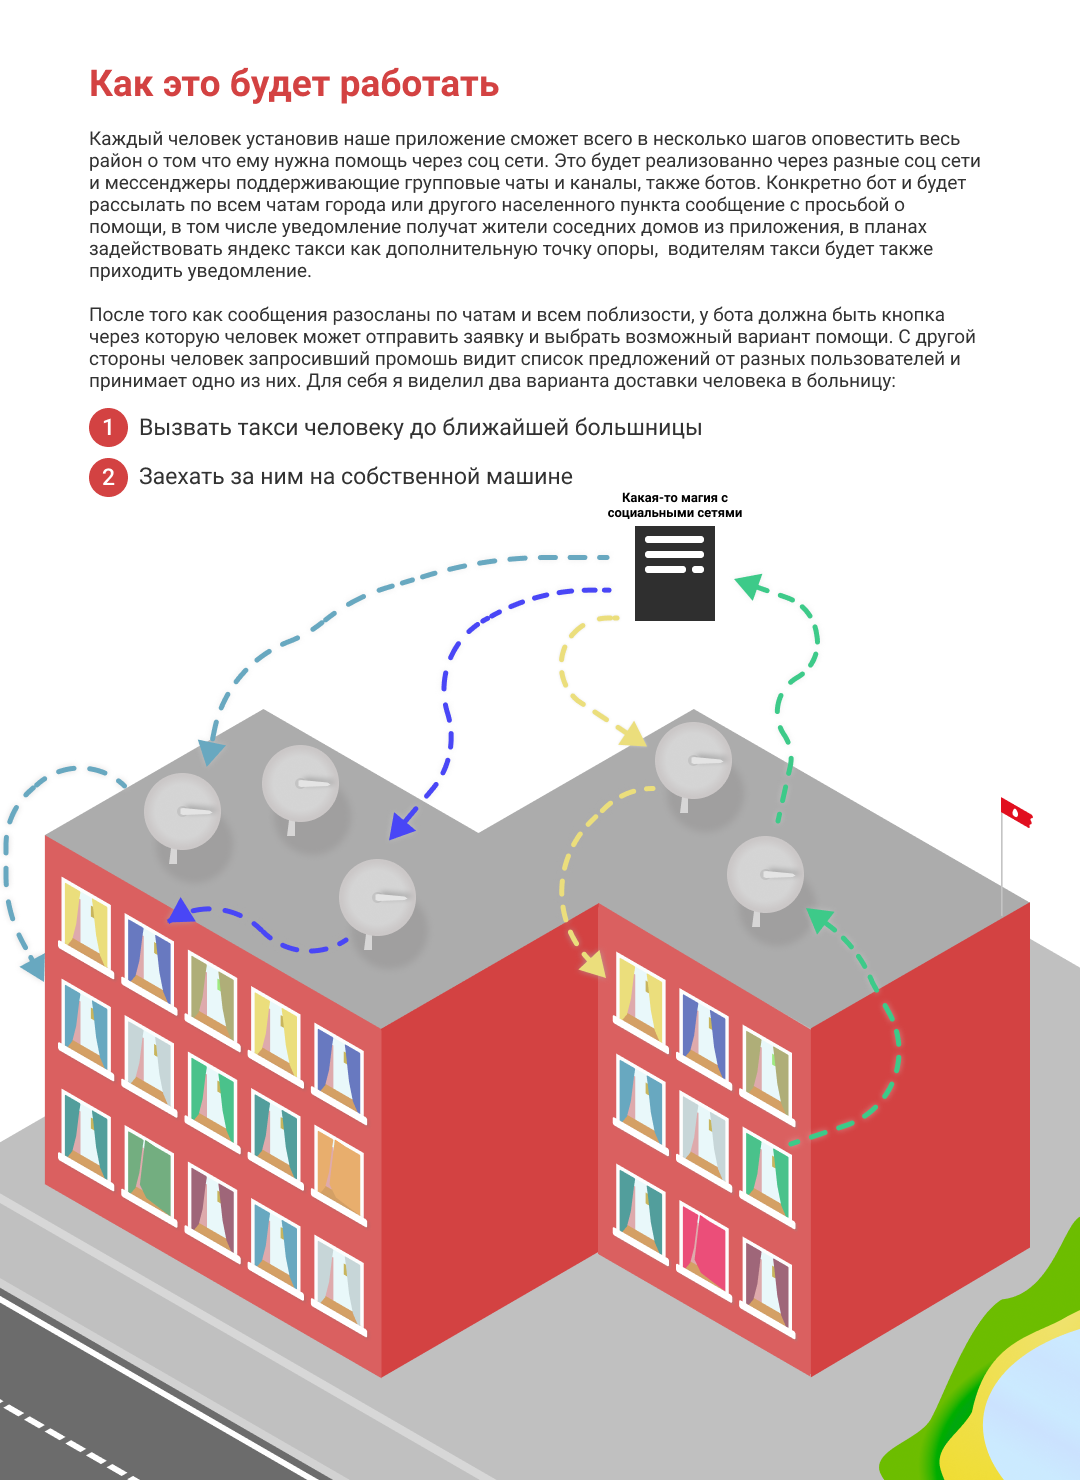 Как это будет работать
Каждый человек установив наше приложение сможет всего в несколько шагов оповестить весь
район о том что ему нужна помощь через соц сети. Это будет реализованно через разные соц сети
и мессенджеры поддерживающие групповые чаты и каналы, также ботов. Конкретно бот и будет
рассылать по всем чатам города или другого населенного пункта сообщение с просьбой о
помощи, в том числе уведомление получат жители соседних домов из приложения, в планах
задействовать яндекс такси как дополнительную точку опоры,  водителям такси будет также
приходить уведомление.
После того как сообщения разосланы по чатам и всем поблизости, у бота должна быть кнопка
через которую человек может отправить заявку и выбрать возможный вариант помощи. С другой
стороны человек запросивший промошь видит список предложений от разных пользователей и
принимает одно из них. Для себя я виделил два варианта доставки человека в больницу:
1 Вызвать такси человеку до ближайшей большницы
2 Заехать за ним на собственной машине
Какая-то магия с
социальными сетями